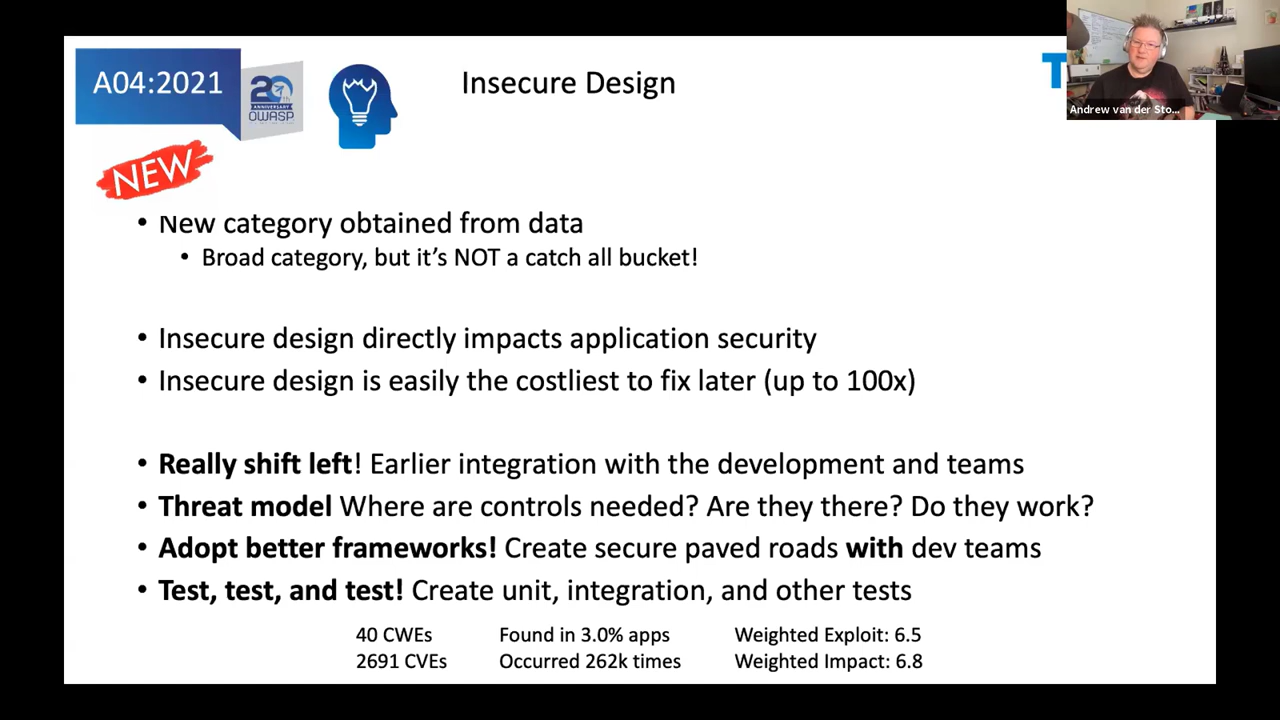 A04:2021
20th
ANNIVERSARY
OWASP
Insecure Design
T
Andrew van der Sto...
NEW
• New category obtained from data
• Broad category, but it's NOT a catch all bucket!
• Insecure design directly impacts application security
• Insecure design is easily the costliest to fix later (up to 100x)
• Really shift left! Earlier integration with the development and teams
• Threat model Where are controls needed? Are they there? Do they work?
• Adopt better frameworks! Create secure paved roads with dev teams
• Test, test, and test! Create unit, integration, and other tests
40 CWEs Found in 3.0% apps Weighted Exploit: 6.5
2691 CVEs Occurred 262k times Weighted Impact: 6.8